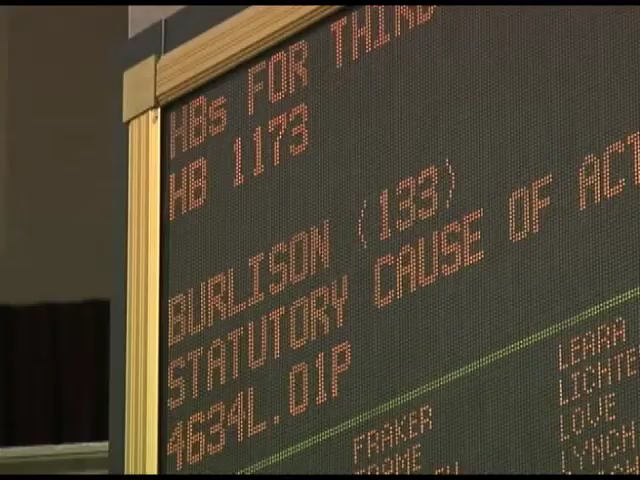 HBs FOR THIRD
HB 1173
BURLISON (133)
STATUTORY CAUSE OF ACT
4634L.01P
FRAKER
LEARA
LICHTE
LOVE
LYNCH